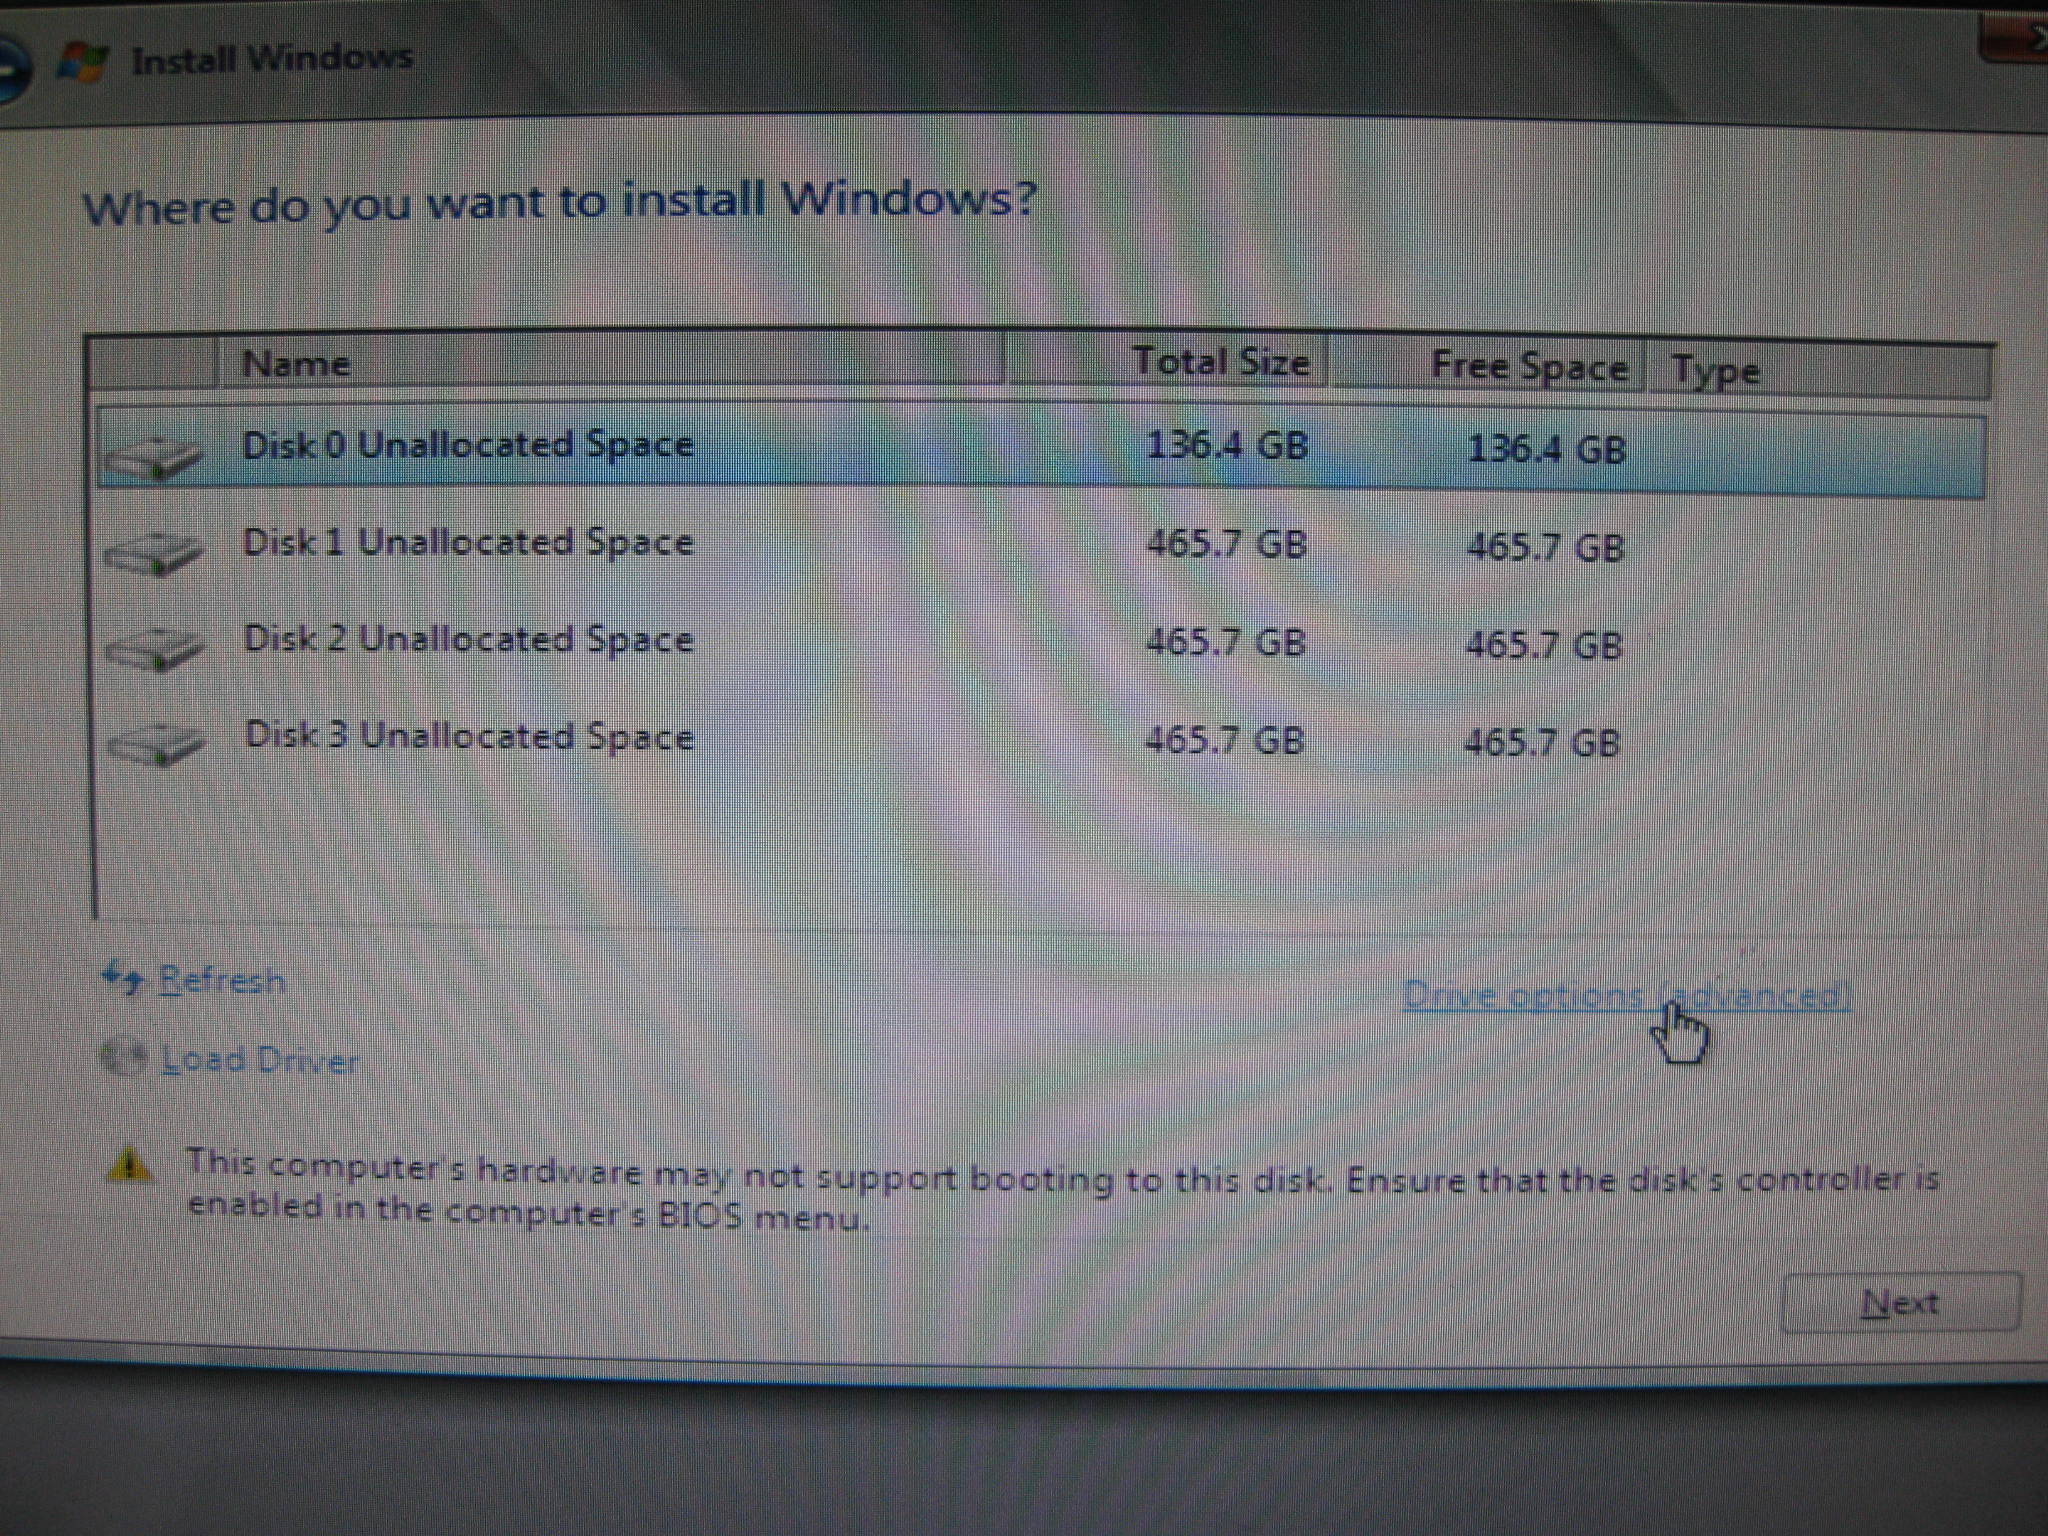 Install Windows
Where do you want to install Windows?
Name Total Size Free Space Type
Disk 0 Unallocated Space 136.4 GB 136.4 GB
Disk 1 Unallocated Space 465.7 GB 465.7 GB
Disk 2 Unallocated Space 465.7 GB 465.7 GB
Disk 3 Unallocated Space 465.7 GB 465.7 GB
Refresh
Drive options (advanced)
Load Driver
This computer's hardware may not support booting to this disk. Ensure that the disk's controller is
enabled in the computer's BIOS menu.
Next